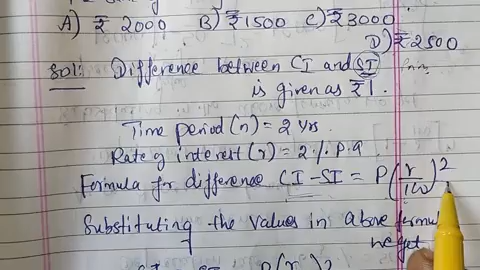 A) ₹ 2000 B) ₹1500 C) ₹3000
D) ₹2500
Sol: Difference between CI and SI
is given as ₹1.
Time period (n) = 2 yrs
Rate of interest (r) = 2 % P.a
Formula for difference CI - SI = P(r/100)²
Substituting the values in above formul
we get